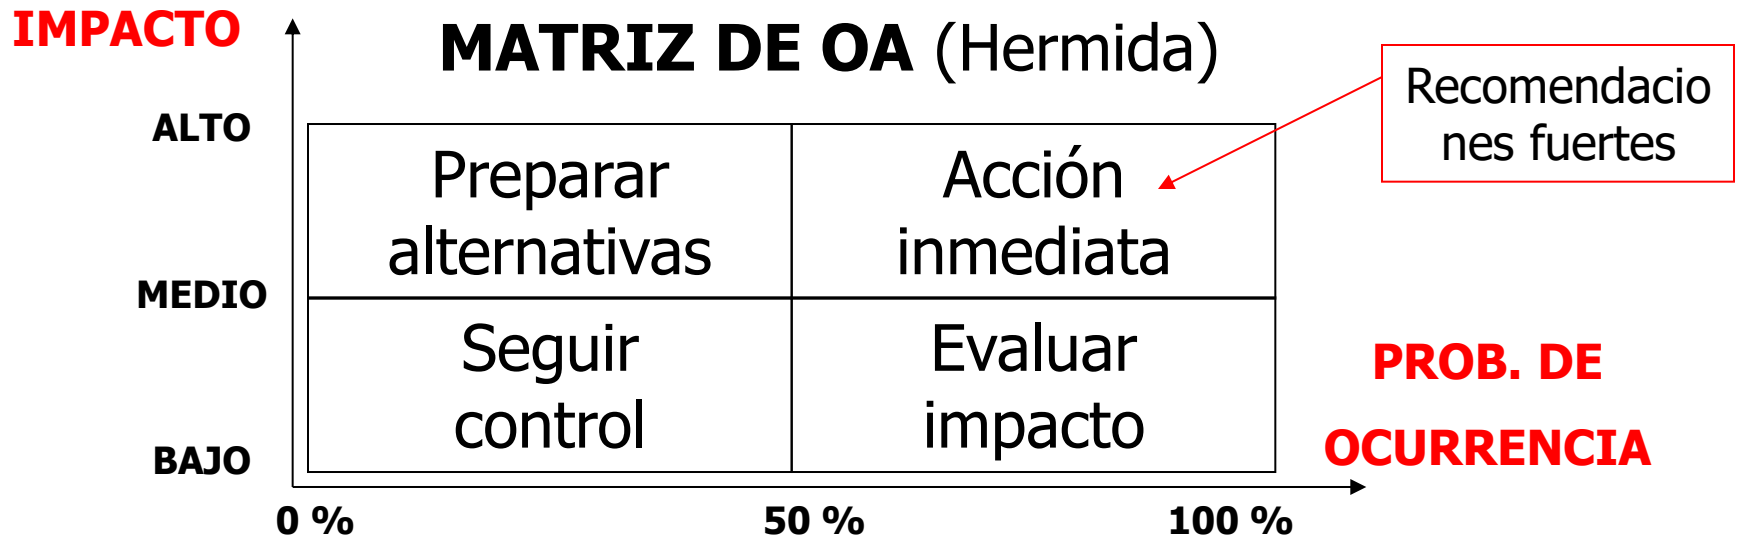 IMPACTO
MATRIZ DE OA (Hermida)
Recomendacio
nes fuertes
ALTO
Preparar
alternativas
Acción
inmediata
MEDIO
Seguir
control
Evaluar
impacto
PROB. DE
OCURRENCIA
BAJO
0 %
50 %
100 %